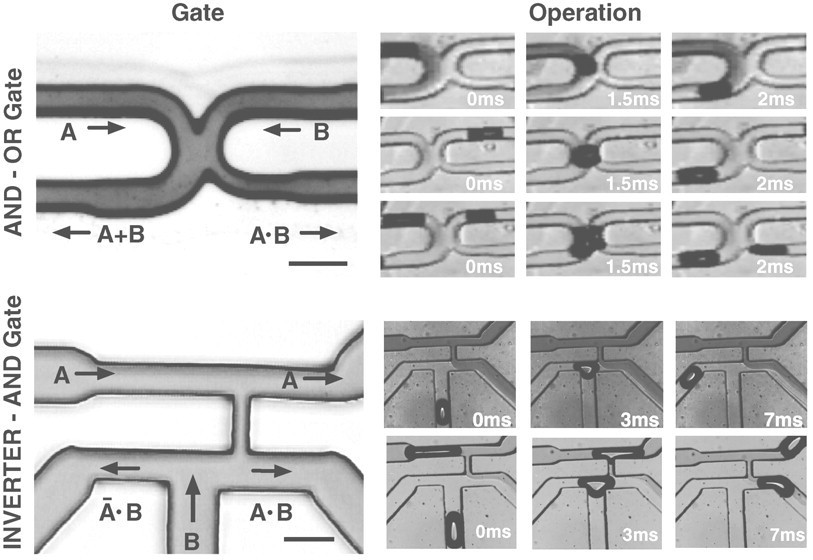 Gate
Operation
AND - OR Gate
A
B
A+B
A·B
0ms
1.5ms
2ms
0ms
1.5ms
2ms
0ms
1.5ms
2ms
INVERTER - AND Gate
A
A
Ā·B
B
A·B
0ms
3ms
7ms
0ms
3ms
7ms